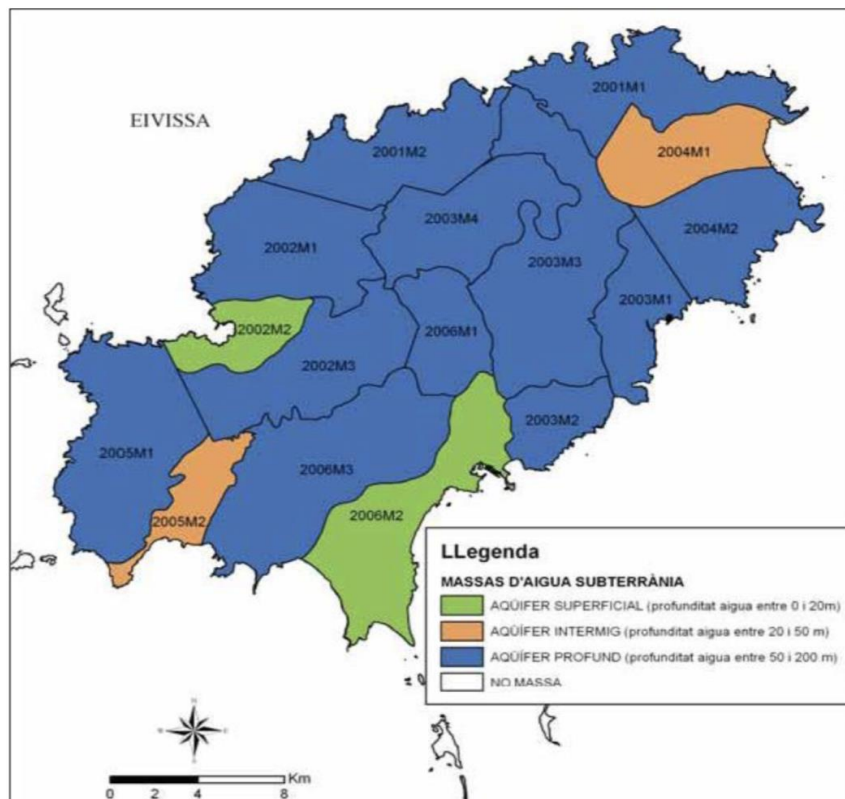 EIVISSA
2001M1
2001M2
2004M1
2003M4
2004M2
2002M1
2003M3
2003M1
2002M2
2006M1
2002M3
2003M2
2005M1
2006M3
2006M2
2005M2
LLegenda
MASSAS D'AIGUA SUBTERRÀNIA
AQÜIFER SUPERFICIAL (profunditat aigua entre 0 i 20m)
AQÜÍFER INTERMIG (profunditat aigua entre 20 i 50 m)
AQÜÍFER PROFUND (profunditat aigua entre 50 i 200 m)
NO MASSA
Km
0 2 4 8